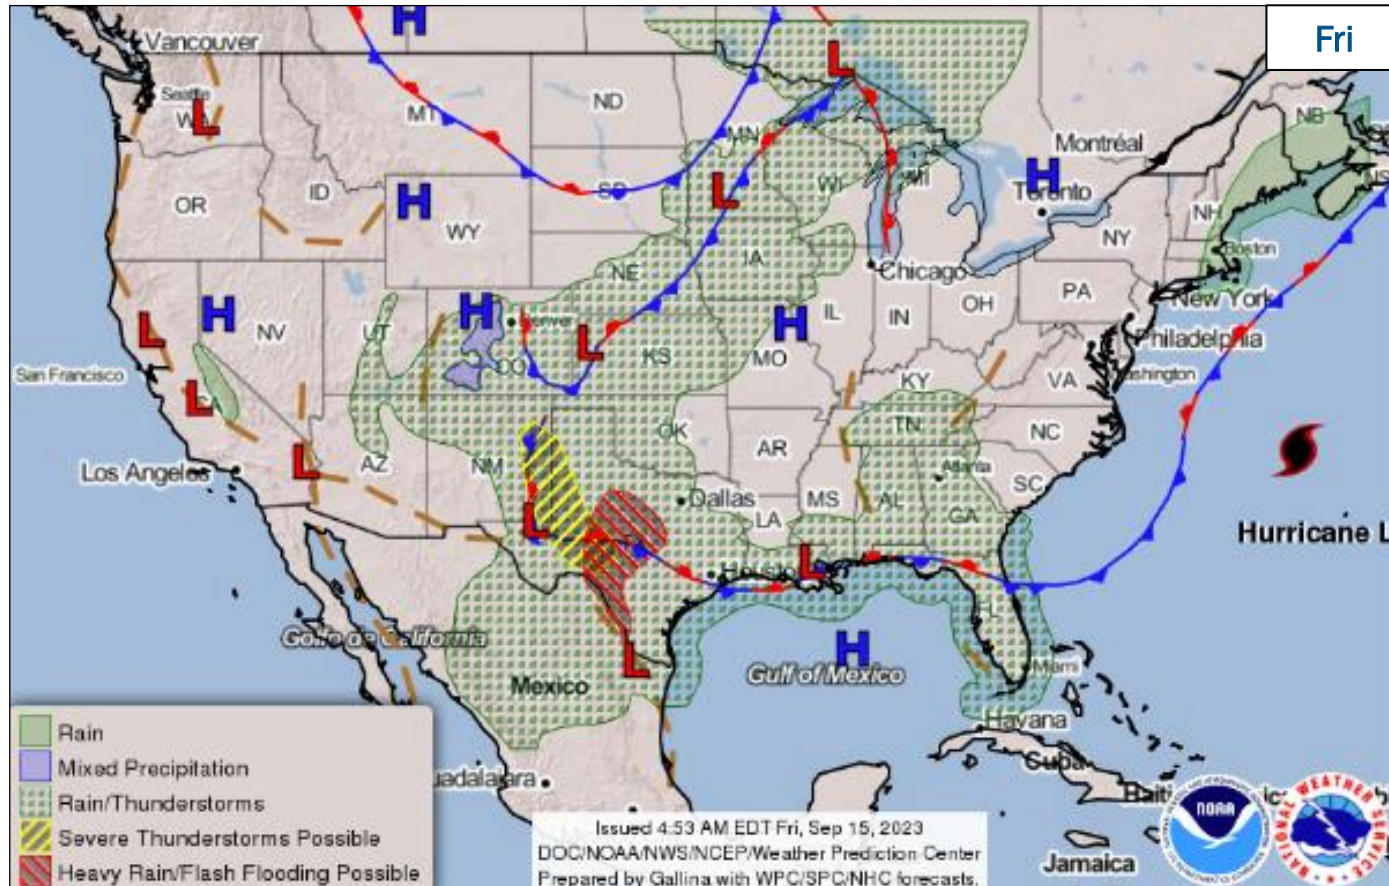 Fri
Vancouver
Seattle
WA
MT
ND
MN
Montréal
NB
NS
OR
ID
WY
SD
WI
MI
Toronto
NH
Boston
NY
NE
IA
Chicago
New York
NV
UT
Denver
CO
KS
MO
IL
IN
OH
PA
Philadelphia
San Francisco
CA
KY
VA
Washington
Los Angeles
AZ
NM
OK
AR
TN
NC
Atlanta
SC
Dallas
LA
MS
AL
GA
Hurricane L
Houston
FL
Golfo de California
Mexico
Gulf of Mexico
Miami
Havana
Cuba
uadalajara
Haiti
Jamaica
H
H
H
H
H
H
H
L
L
L
L
L
L
L
L
L
L
Rain
Mixed Precipitation
Rain/Thunderstorms
Severe Thunderstorms Possible
Heavy Rain/Flash Flooding Possible
Issued 4:53 AM EDT Fri, Sep 15, 2023
DOC/NOAA/NWS/NCEP/Weather Prediction Center
Prepared by Gallina with WPC/SPC/NHC forecasts.
NOAA
NATIONAL WEATHER SERVICE